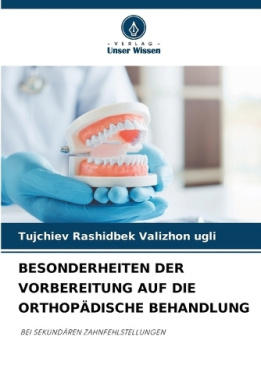 VERLAG
Unser Wissen
Tujchiev Rashidbek Valizhon ugli
BESONDERHEITEN DER
VORBEREITUNG AUF DIE
ORTHOPÄDISCHE BEHANDLUNG
BEI SEKUNDÄREN ZAHNFEHLSTELLUNGEN